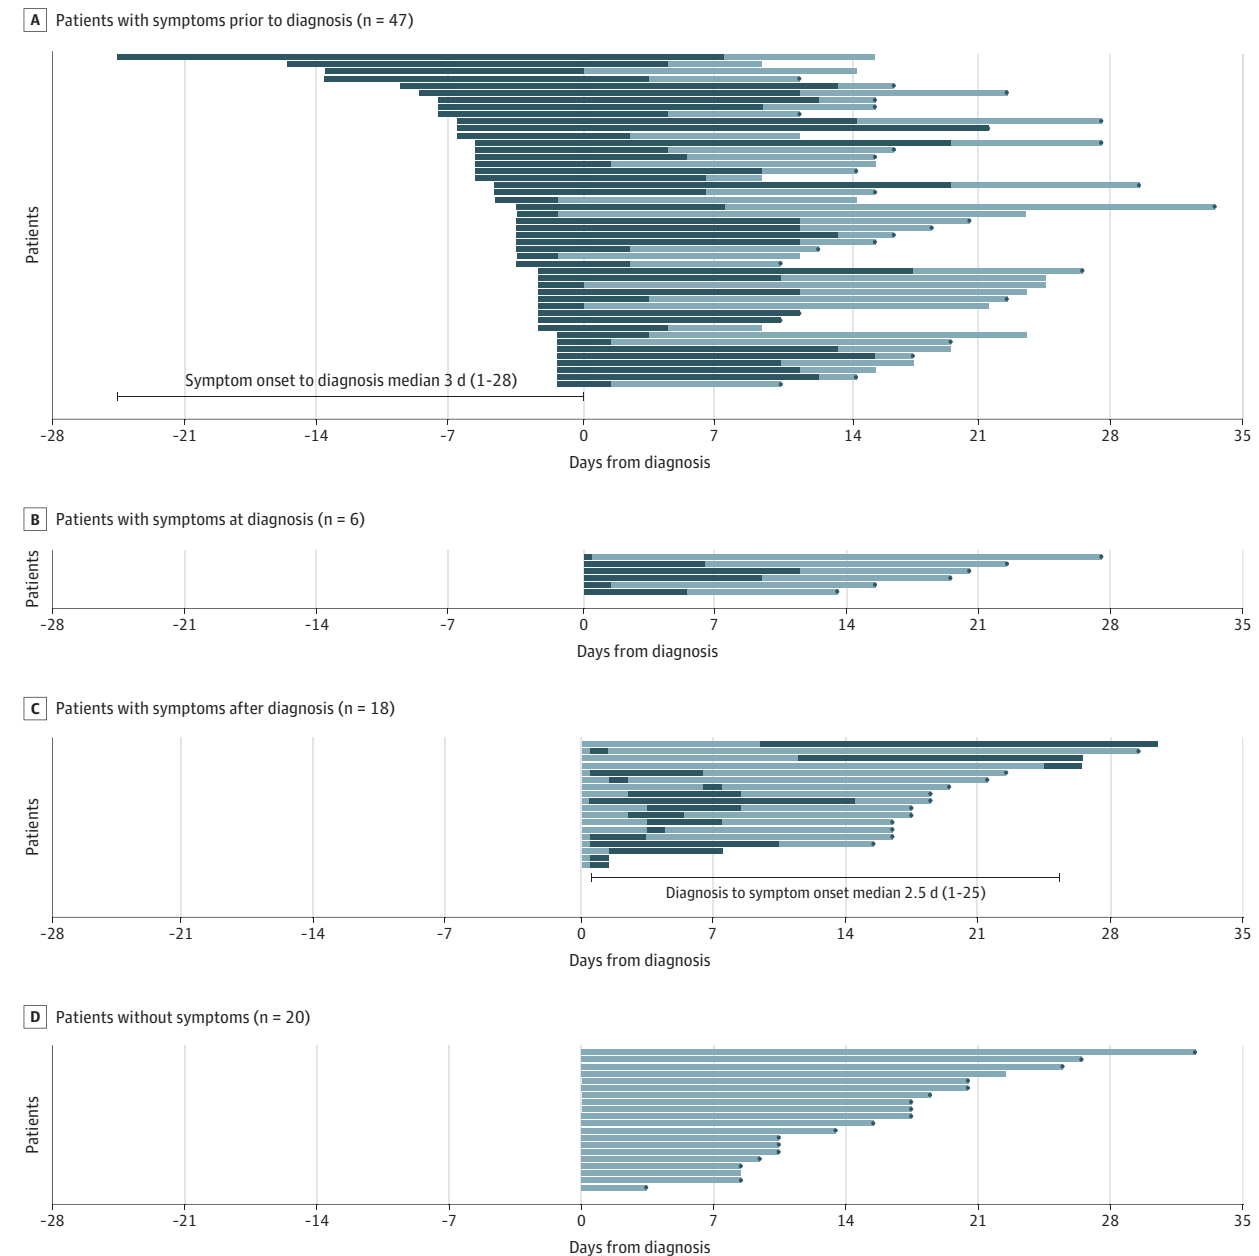 A Patients with symptoms prior to diagnosis (n = 47)
Patients
Symptom onset to diagnosis median 3 d (1-28)
-28 -21 -14 -7 0 7 14 21 28 35
Days from diagnosis
B Patients with symptoms at diagnosis (n = 6)
Patients
-28 -21 -14 -7 0 7 14 21 28 35
Days from diagnosis
C Patients with symptoms after diagnosis (n = 18)
Patients
Diagnosis to symptom onset median 2.5 d (1-25)
-28 -21 -14 -7 0 7 14 21 28 35
Days from diagnosis
D Patients without symptoms (n = 20)
Patients
-28 -21 -14 -7 0 7 14 21 28 35
Days from diagnosis